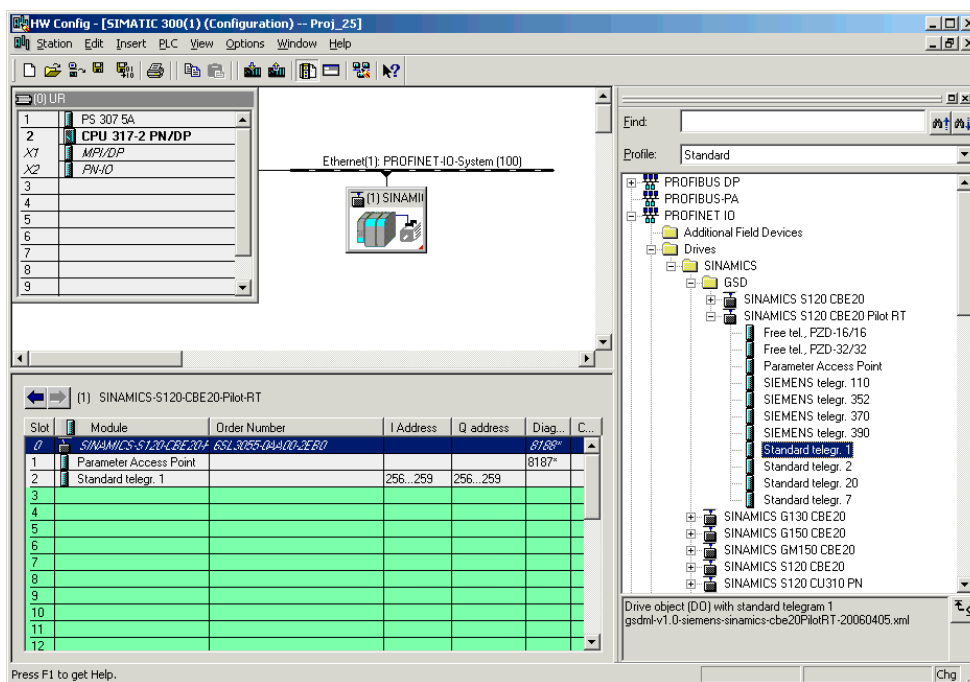 HW Config - [SIMATIC 300(1) (Configuration) -- Proj_25]
Station Edit Insert PLC View Options Window Help
(0) UR
1 PS 307 5A
2 CPU 317-2 PN/DP
X1 MPI/DP
X2 PN-IO
3
4
5
6
7
8
9
Ethernet(1): PROFINET-IO-System (100)
(1) SINAMI
(1) SINAMICS-S120-CBE20-Pilot-RT
Slot Module Order Number I Address Q address Diag... C...
0 SINAMICS-S120-CBE20-P 6SL3055-0AA00-2EB0 8188*
1 Parameter Access Point 8187*
2 Standard telegr. 1 256...259 256...259
3
4
5
6
7
8
9
10
11
12
Find:
Profile: Standard
PROFIBUS DP
PROFIBUS-PA
PROFINET IO
Additional Field Devices
Drives
SINAMICS
GSD
SINAMICS S120 CBE20
SINAMICS S120 CBE20 Pilot RT
Free tel., PZD-16/16
Free tel., PZD-32/32
Parameter Access Point
SIEMENS telegr. 110
SIEMENS telegr. 352
SIEMENS telegr. 370
SIEMENS telegr. 390
Standard telegr. 1
Standard telegr. 2
Standard telegr. 20
Standard telegr. 7
SINAMICS G130 CBE20
SINAMICS G150 CBE20
SINAMICS GM150 CBE20
SINAMICS S120 CBE20
SINAMICS S120 CU310 PN
Drive object (DO) with standard telegram 1
gsdml-v1.0-siemens-sinamics-cbe20PilotRT-20060405.xml
Press F1 to get Help.
Chg